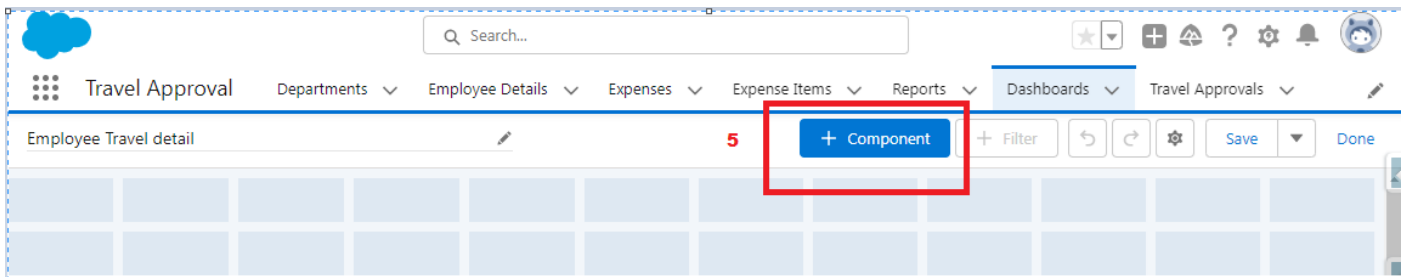 Search...
Travel Approval Departments Employee Details Expenses Expense Items Reports Dashboards Travel Approvals
Employee Travel detail 5 + Component + Filter Save Done